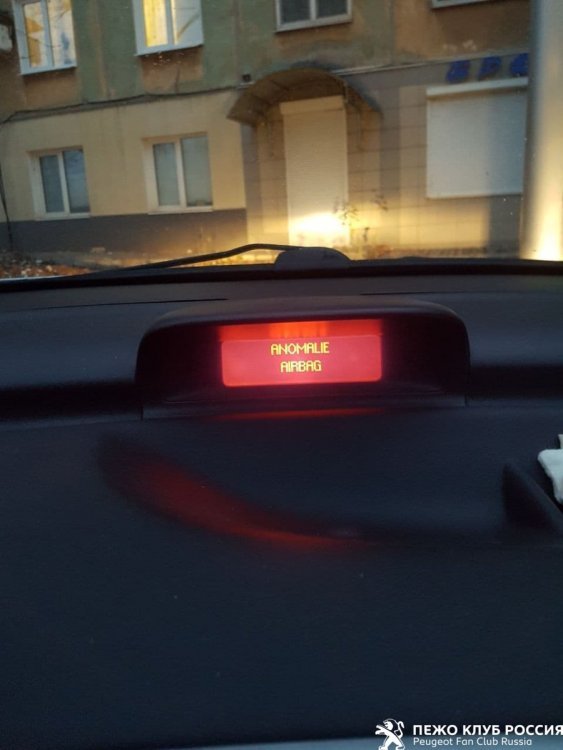 ANOMALIE
AIRBAG
ПЕЖО КЛУБ РОССИЯ
Peugeot Fan Club Russia